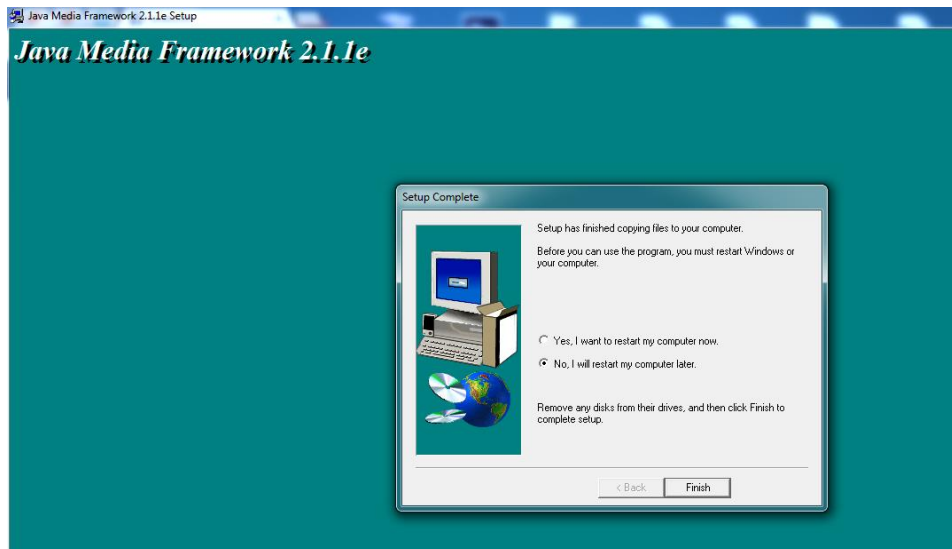 Java Media Framework 2.1.1e Setup
Java Media Framework 2.1.1e
Setup Complete
Setup has finished copying files to your computer.
Before you can use the program, you must restart Windows or
your computer.
Yes, I want to restart my computer now.
No, I will restart my computer later.
Remove any disks from their drives, and then click Finish to
complete setup.
< Back
Finish